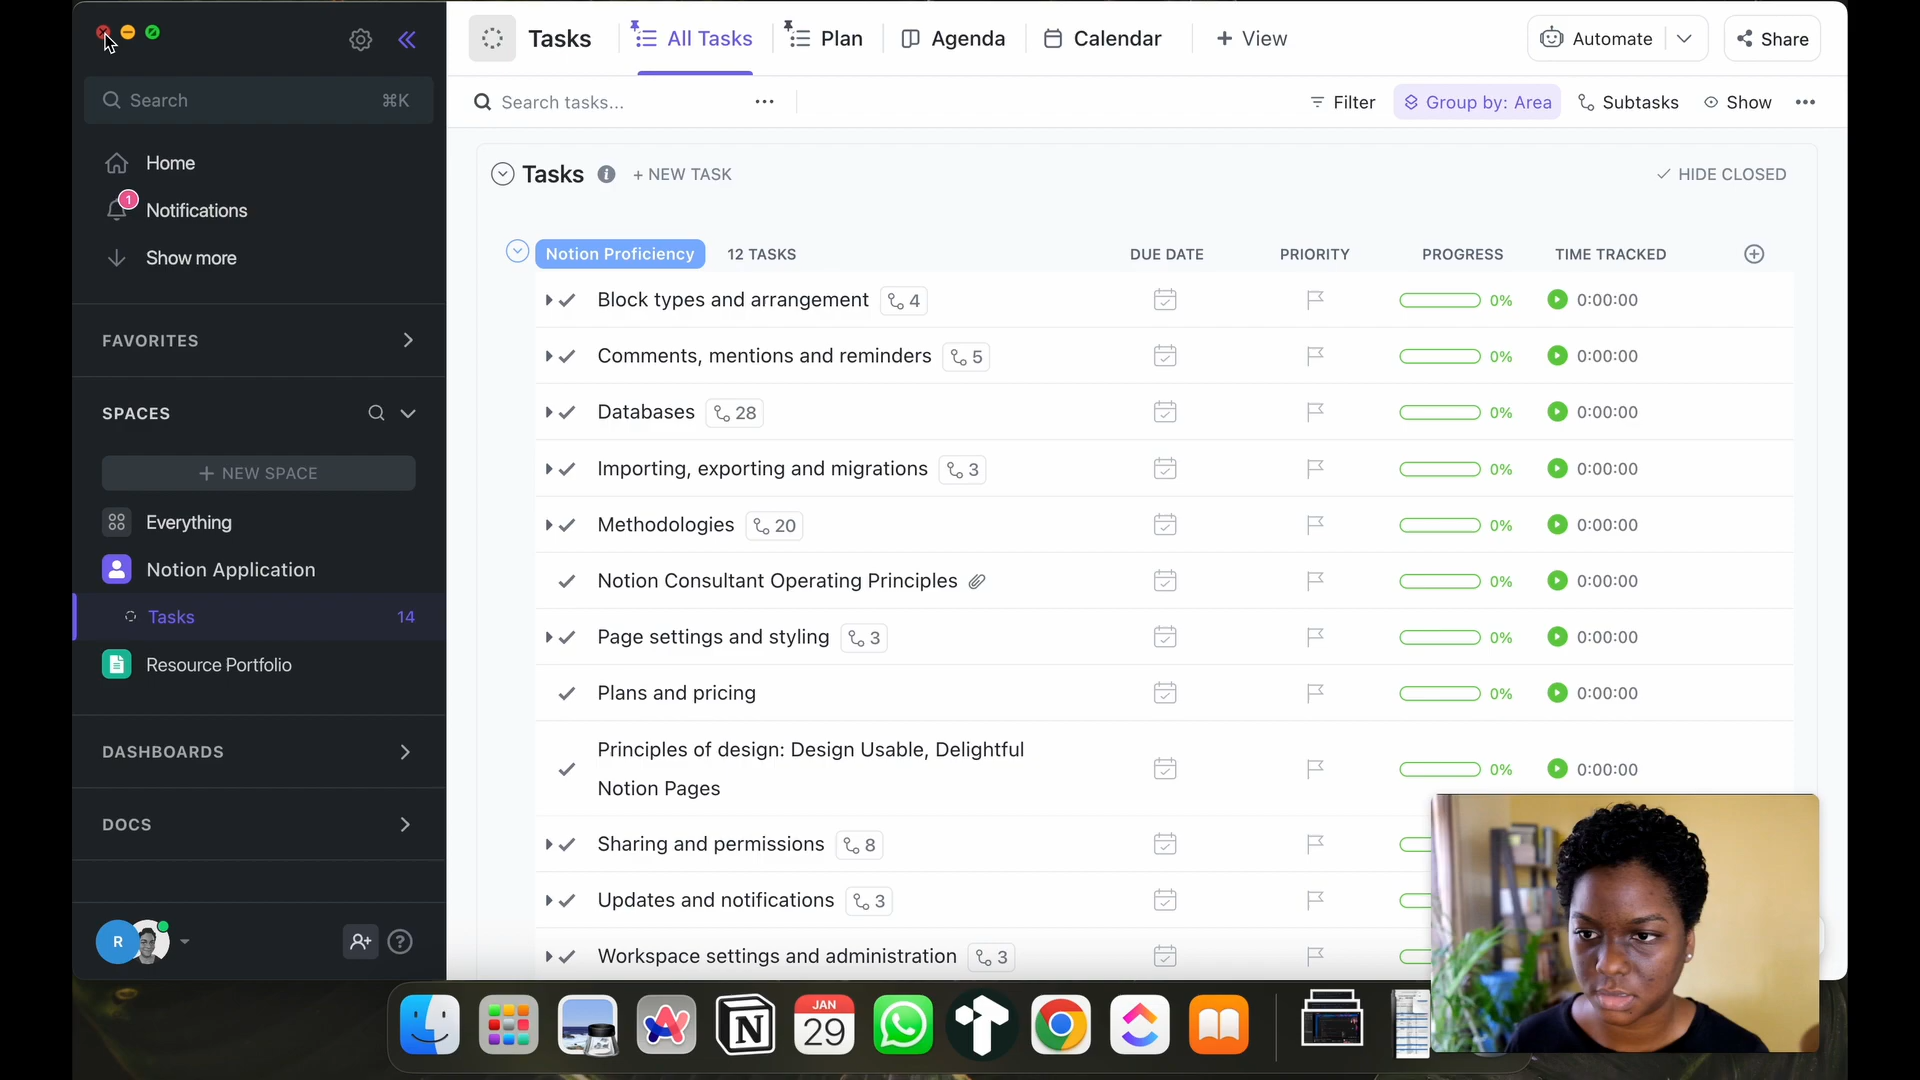 Tasks
All Tasks
Plan
Agenda
Calendar
+ View
Automate
Share
Search
⌘K
Search tasks...
Filter
Group by: Area
Subtasks
Show
Home
1
Notifications
Show more
Tasks
+ NEW TASK
HIDE CLOSED
FAVORITES
SPACES
+ NEW SPACE
Everything
Notion Application
Tasks
14
Resource Portfolio
DASHBOARDS
DOCS
R
Notion Proficiency
12 TASKS
DUE DATE
PRIORITY
PROGRESS
TIME TRACKED
Block types and arrangement 4 0% 0:00:00
Comments, mentions and reminders 5 0% 0:00:00
Databases 28 0% 0:00:00
Importing, exporting and migrations 3 0% 0:00:00
Methodologies 20 0% 0:00:00
Notion Consultant Operating Principles 0% 0:00:00
Page settings and styling 3 0% 0:00:00
Plans and pricing 0% 0:00:00
Principles of design: Design Usable, Delightful
Notion Pages
0% 0:00:00
Sharing and permissions 8
Updates and notifications 3
Workspace settings and administration 3
N
JAN
29